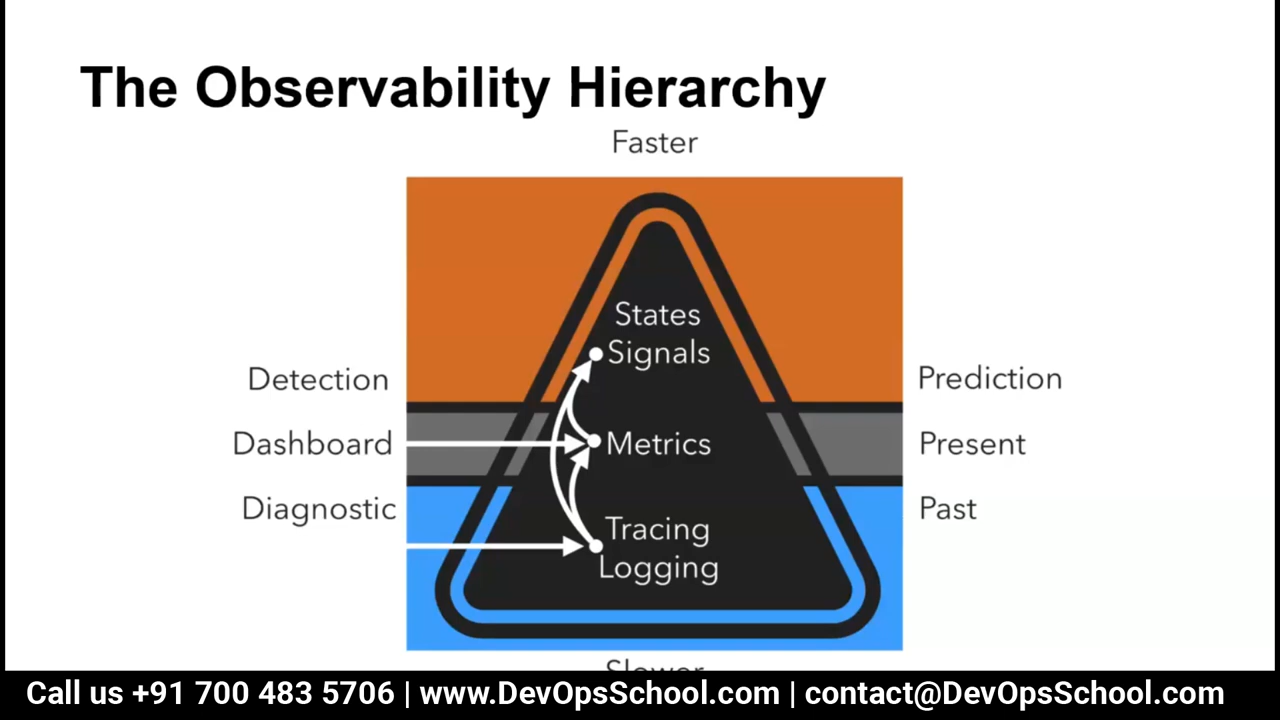 The Observability Hierarchy
Faster
States
Signals
Detection
Prediction
Dashboard
Metrics
Present
Diagnostic
Past
Tracing
Logging
Slower
Call us +91 700 483 5706 | www.DevOpsSchool.com | contact@DevOpsSchool.com